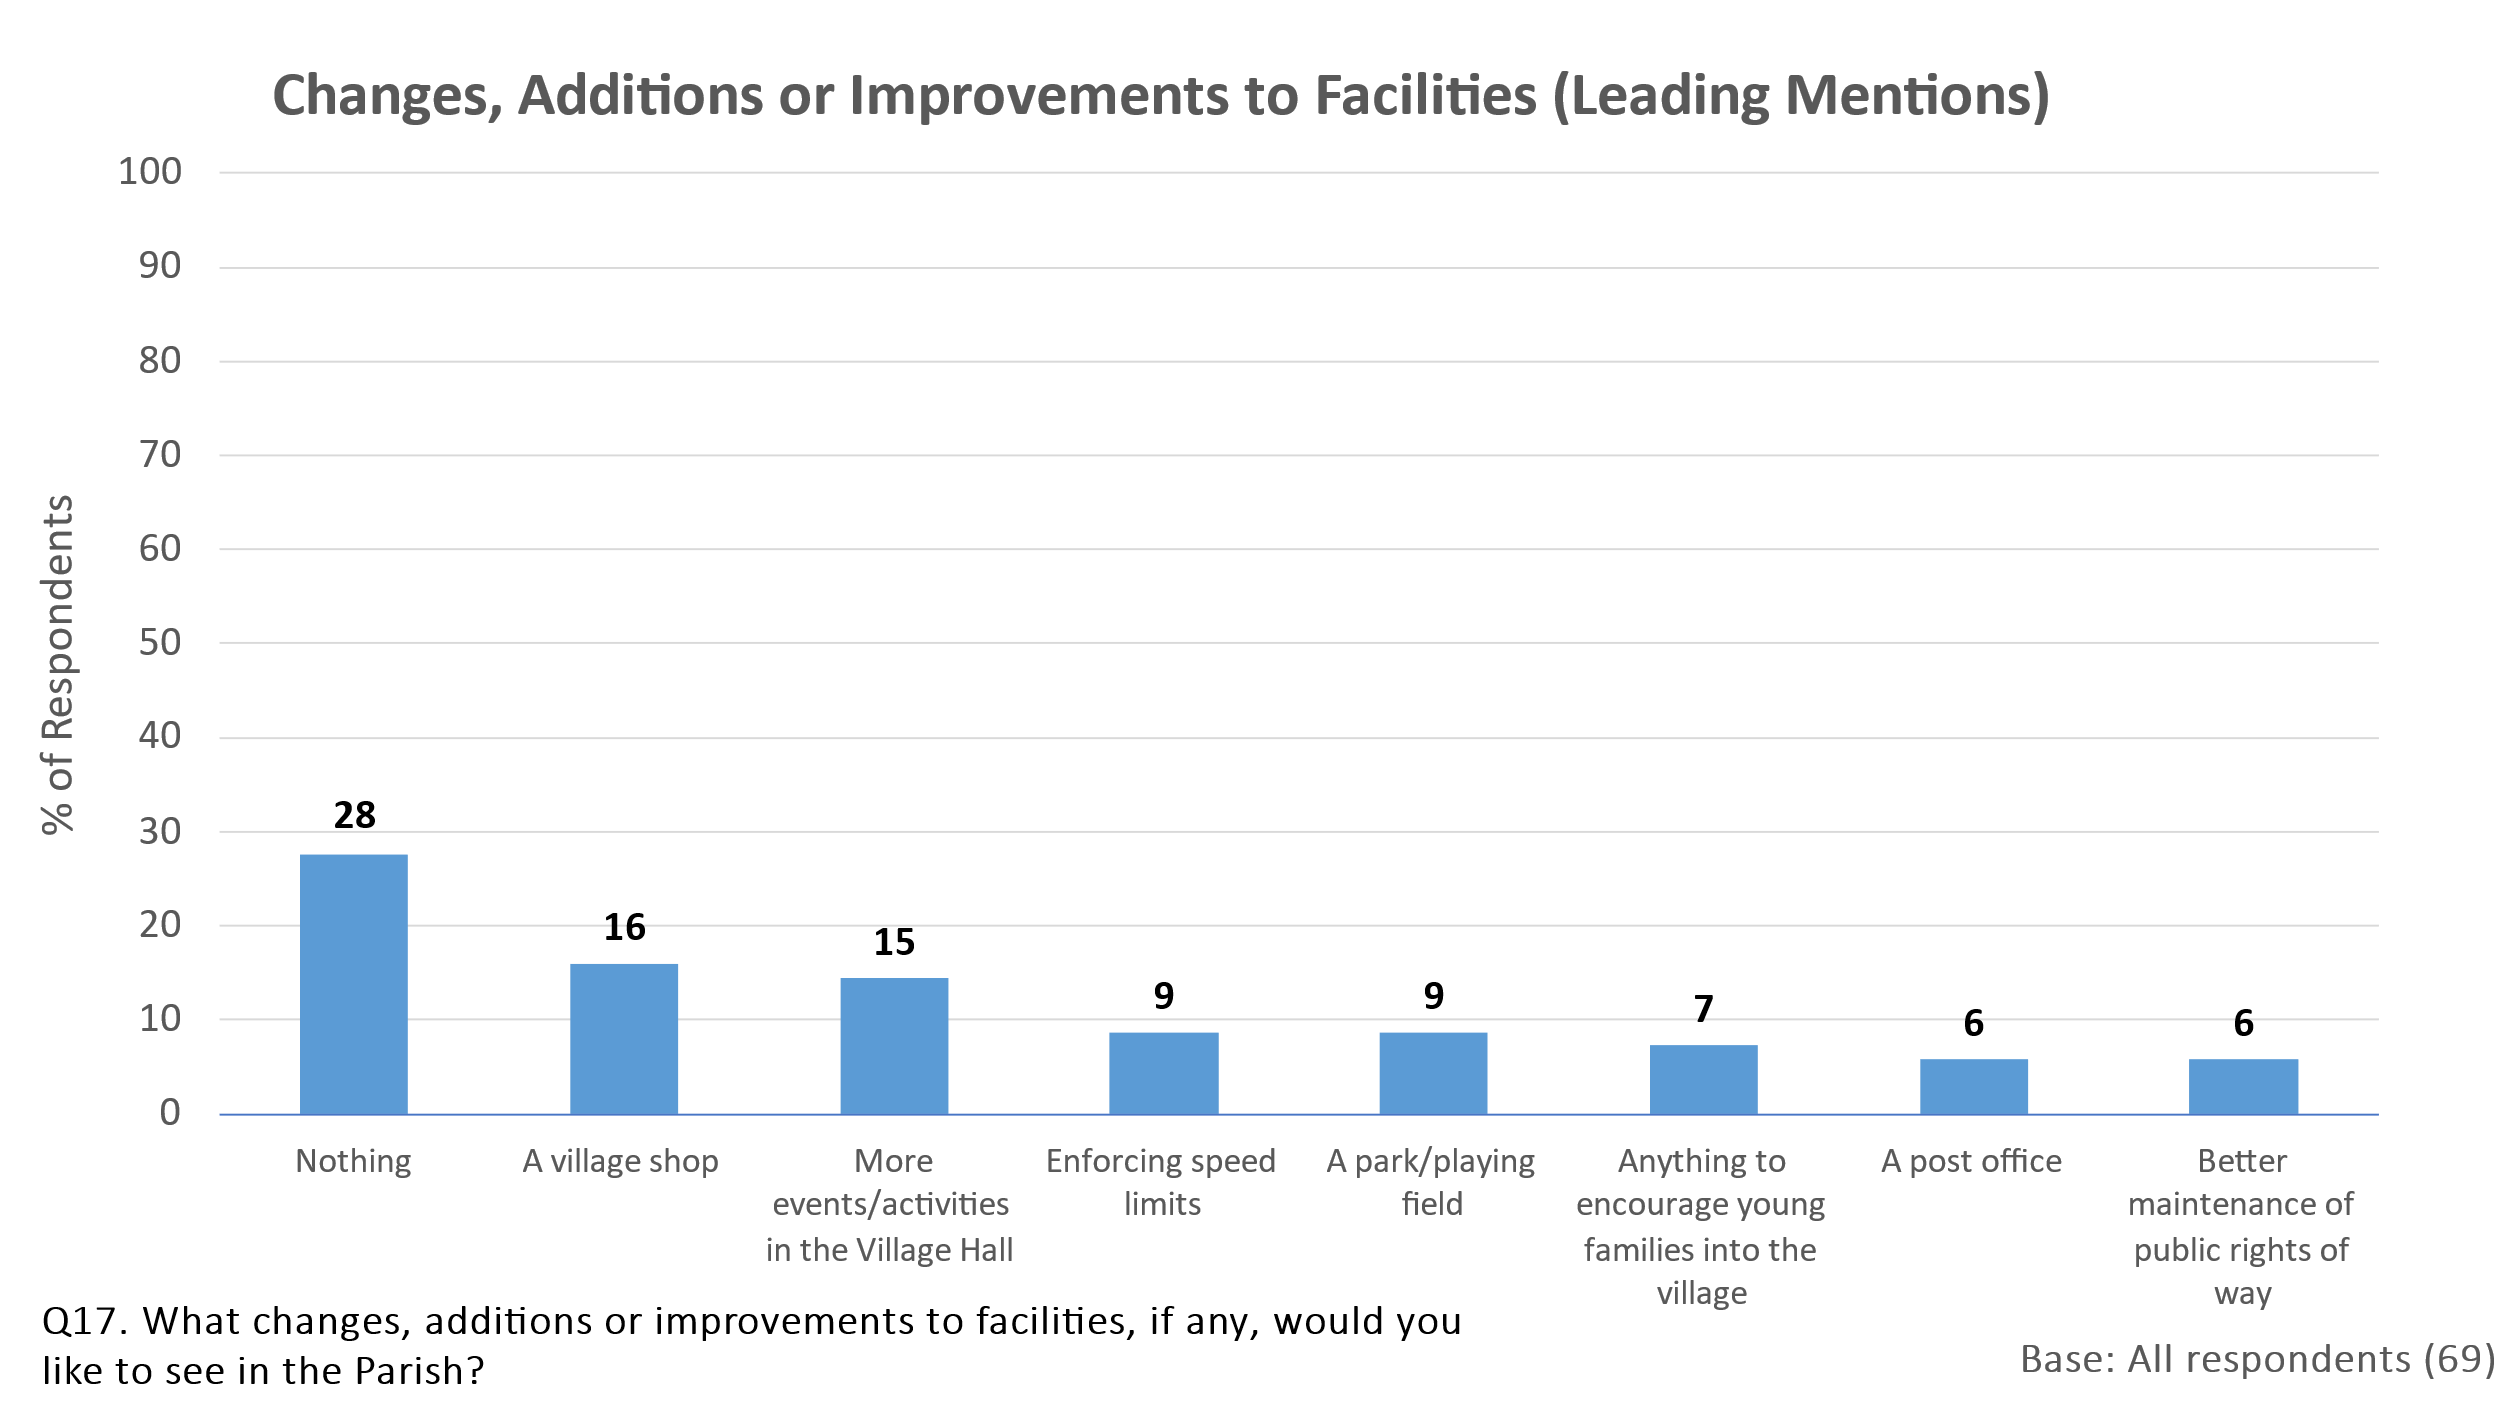 Changes, Additions or Improvements to Facilities (Leading Mentions)
% of Respondents
100
90
80
70
60
50
40
30
20
10
0
28
16
15
9
9
7
6
6
Nothing
A village shop
More
events/activities
in the Village Hall
Enforcing speed
limits
A park/playing
field
Anything to
encourage young
families into the
village
A post office
Better
maintenance of
public rights of
way
Q17. What changes, additions or improvements to facilities, if any, would you
like to see in the Parish?
Base: All respondents (69)